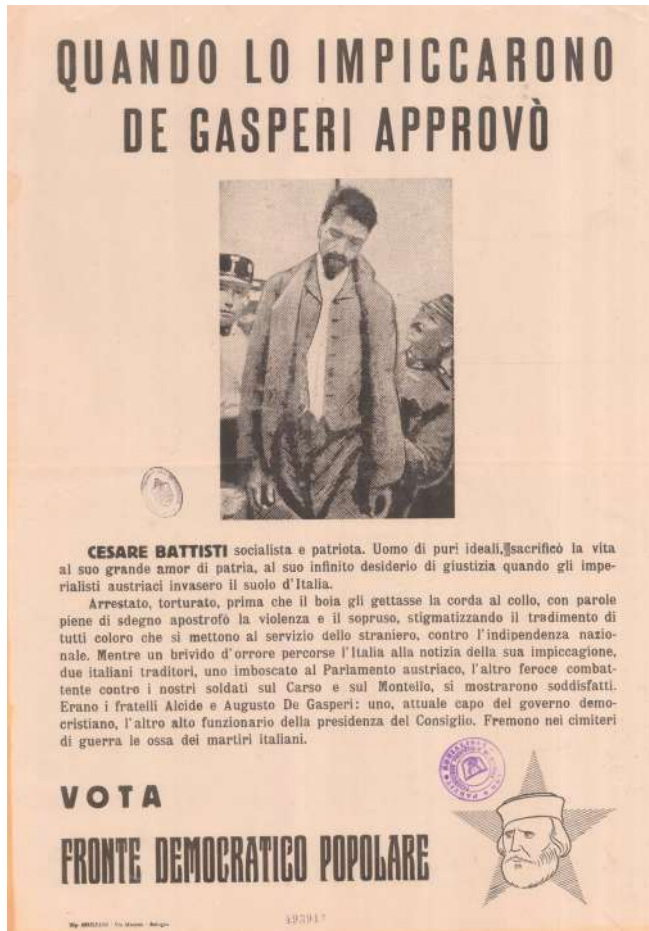 QUANDO LO IMPICCARONO
DE GASPERI APPROVÒ
CESARE BATTISTI socialista e patriota. Uomo di puri ideali, sacrificò la vita
al suo grande amor di patria, al suo infinito desiderio di giustizia quando gli impe-
rialisti austriaci invasero il suolo d'Italia.
Arrestato, torturato, prima che il boia gli gettasse la corda al collo, con parole
piene di sdegno apostrofò la violenza e il sopruso, stigmatizzando il tradimento di
tutti coloro che si mettono al servizio dello straniero, contro l'indipendenza nazio-
nale. Mentre un brivido d'orrore percorse l'Italia alla notizia della sua impiccagione,
due italiani traditori, uno imboscato al Parlamento austriaco, l'altro feroce combat-
tente contro i nostri soldati sul Carso e sul Montello, si mostrarono soddisfatti.
Erano i fratelli Alcide e Augusto De Gasperi: uno, attuale capo del governo demo-
cristiano, l'altro alto funzionario della presidenza del Consiglio. Fremono nei cimiteri
di guerra le ossa dei martiri italiani.
VOTA
FRONTE DEMOCRATICO POPOLARE
Bologna